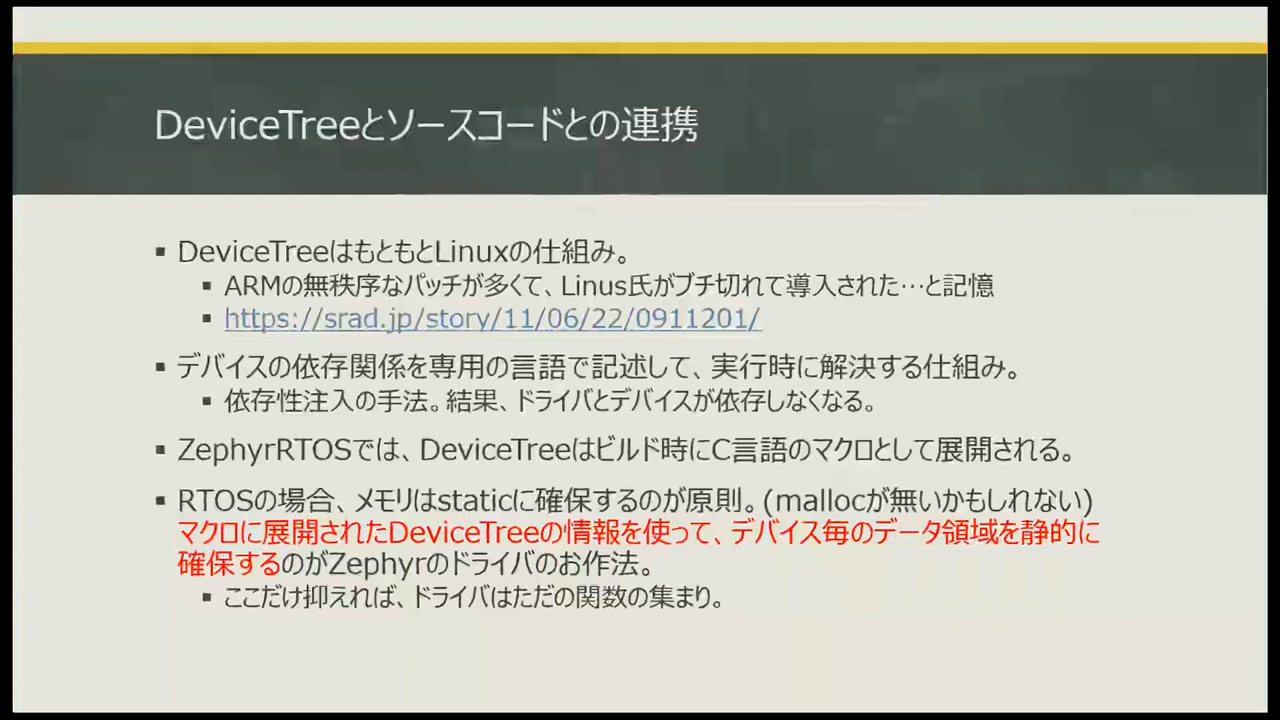 DeviceTreeとソースコードとの連携
▪ DeviceTreeはもともとLinuxの仕組み。
▪ ARMの無秩序なパッチが多くて、Linus氏がブチ切れて導入された…と記憶
▪ https://srad.jp/story/11/06/22/0911201/
▪ デバイスの依存関係を専用の言語で記述して、実行時に解決する仕組み。
▪ 依存性注入の手法。結果、ドライバとデバイスが依存しなくなる。
▪ ZephyrRTOSでは、DeviceTreeはビルド時にC言語のマクロとして展開される。
▪ RTOSの場合、メモリはstaticに確保するのが原則。(mallocが無いかもしれない)
マクロに展開されたDeviceTreeの情報を使って、デバイス毎のデータ領域を静的に
確保するのがZephyrのドライバのお作法。
▪ ここだけ抑えれば、ドライバはただの関数の集まり。